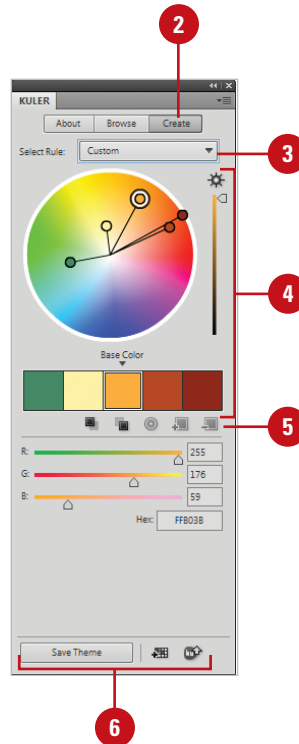 2
KULER
About Browse Create
Select Rule: Custom
3
4
Base Color
5
R: 255
G: 176
B: 59
Hex: FFB03B
Save Theme
6